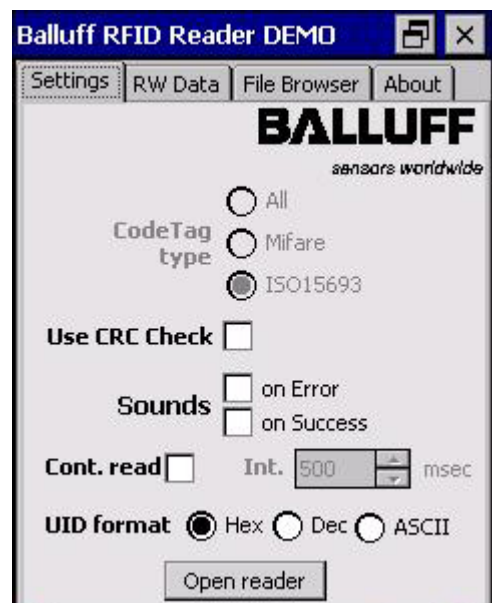 Balluff RFID Reader DEMO
Settings RW Data File Browser About
BALLUFF
sensors worldwide
All
CodeTag type
Mifare
ISO15693
Use CRC Check
Sounds
on Error
on Success
Cont. read Int. 500 msec
UID format Hex Dec ASCII
Open reader